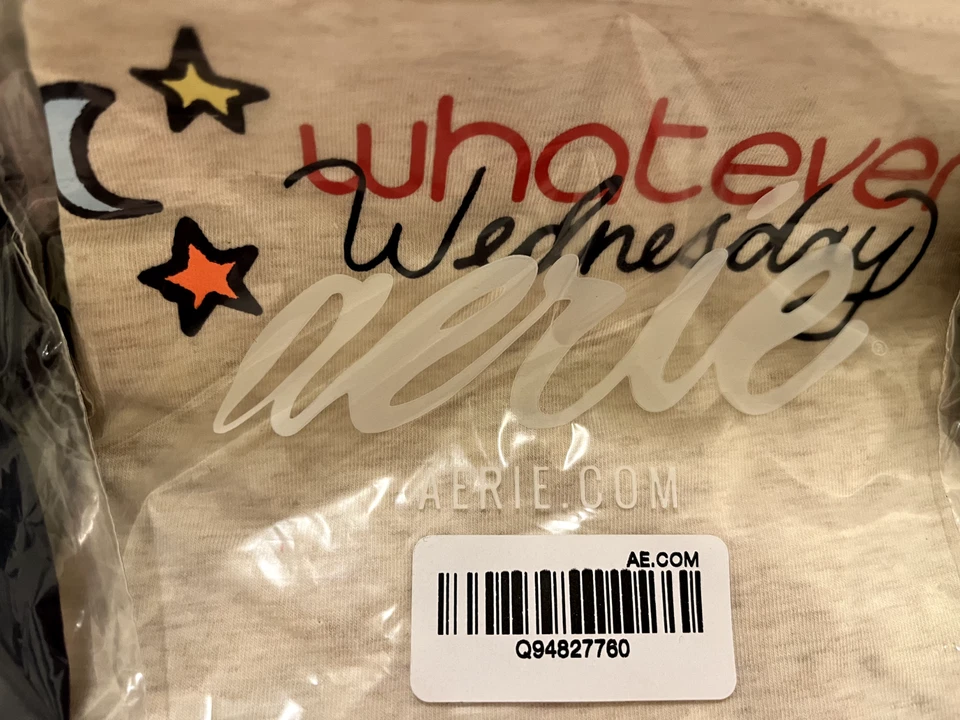 whatever
Wednesday
aerie®
AERIE.COM
AE.COM
Q94827760